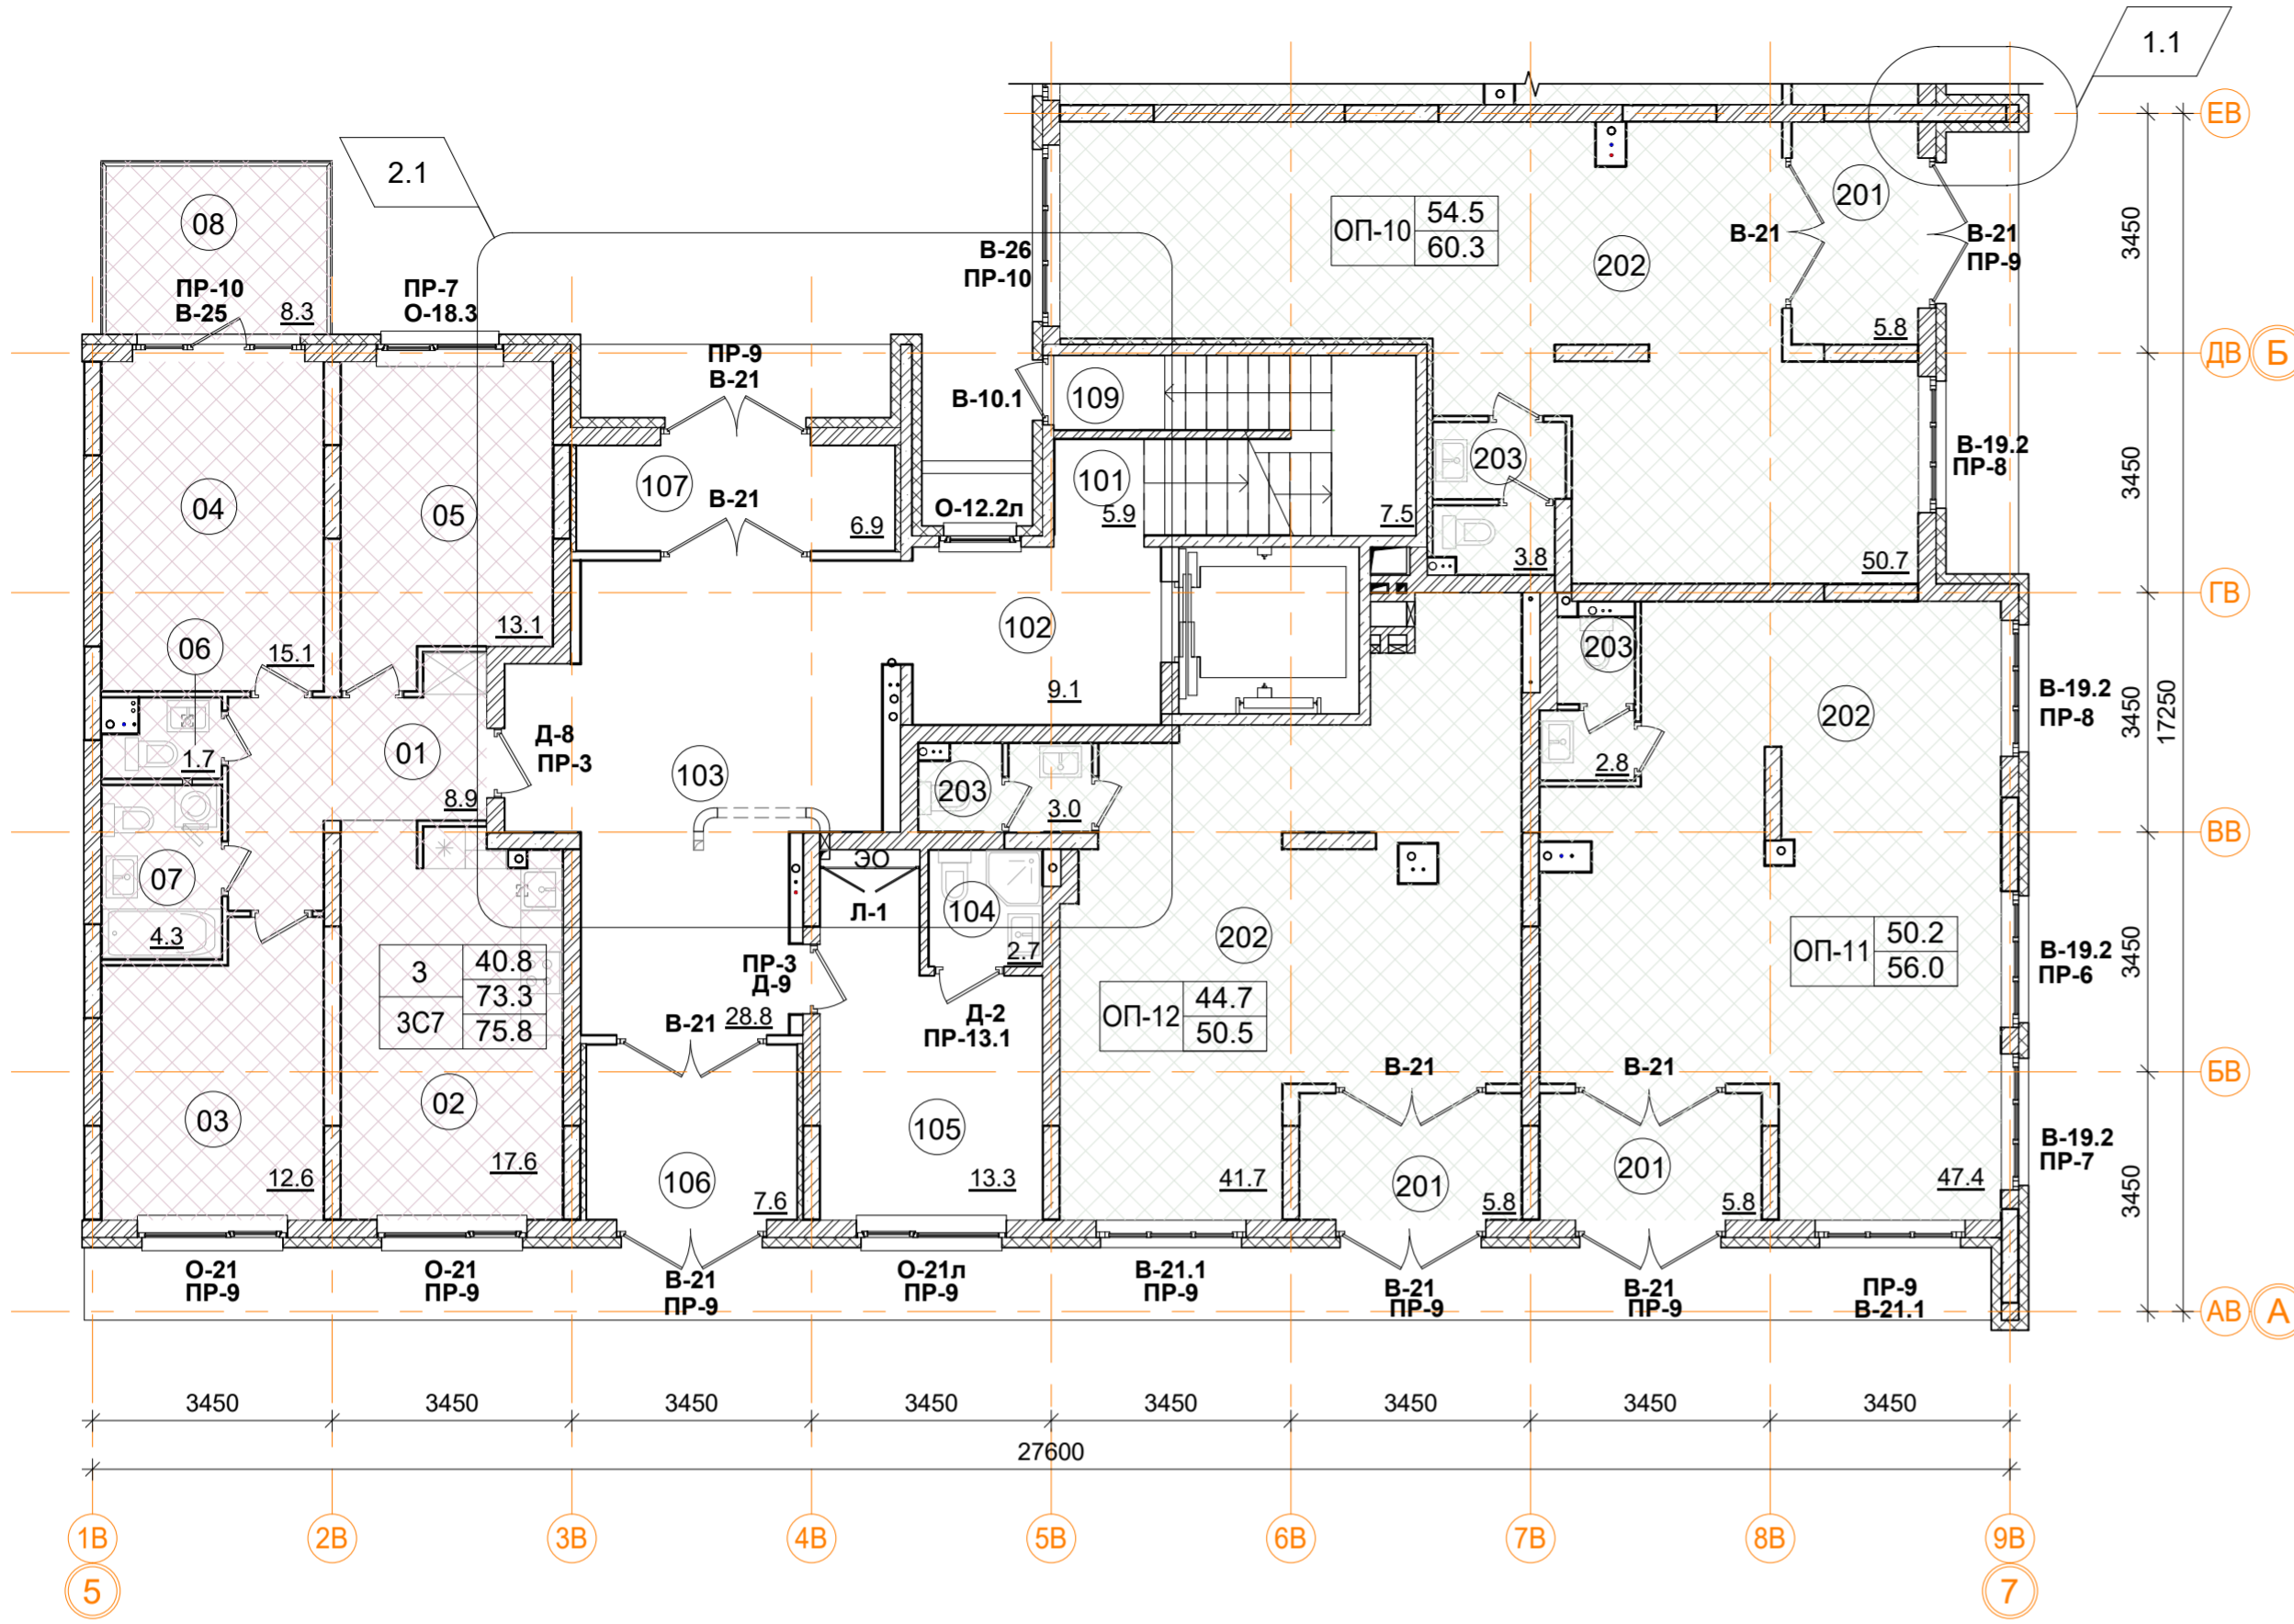 1.1
2.1
ЕВ
08
ПР-10
В-25
8.3
ПР-7
О-18.3
В-26
ПР-10
ОП-10
54.5
60.3
202
В-21
201
В-21
ПР-9
5.8
3450
ДВ
Б
ПР-9
В-21
В-10.1
109
101
5.9
7.5
203
3.8
50.7
В-19.2
ПР-8
3450
04
05
107
В-21
6.9
О-12.2л
ГВ
06
15.1
13.1
102
9.1
203
2.8
202
В-19.2
ПР-8
3450
17250
1.7
01
8.9
Д-8
ПР-3
103
203
3.0
ВВ
07
4.3
ЭО
Л-1
104
2.7
202
3
40.8
73.3
3С7
75.8
ПР-3
Д-9
28.8
В-21
Д-2
ПР-13.1
ОП-12
44.7
50.5
ОП-11
50.2
56.0
В-19.2
ПР-6
3450
В-21
В-21
БВ
03
12.6
02
17.6
106
7.6
105
13.3
41.7
201
5.8
201
5.8
47.4
В-19.2
ПР-7
3450
О-21
ПР-9
О-21
ПР-9
В-21
ПР-9
О-21л
ПР-9
В-21.1
ПР-9
В-21
ПР-9
В-21
ПР-9
ПР-9
В-21.1
АВ
А
3450
3450
3450
3450
3450
3450
3450
3450
27600
1В
2В
3В
4В
5В
6В
7В
8В
9В
5
7